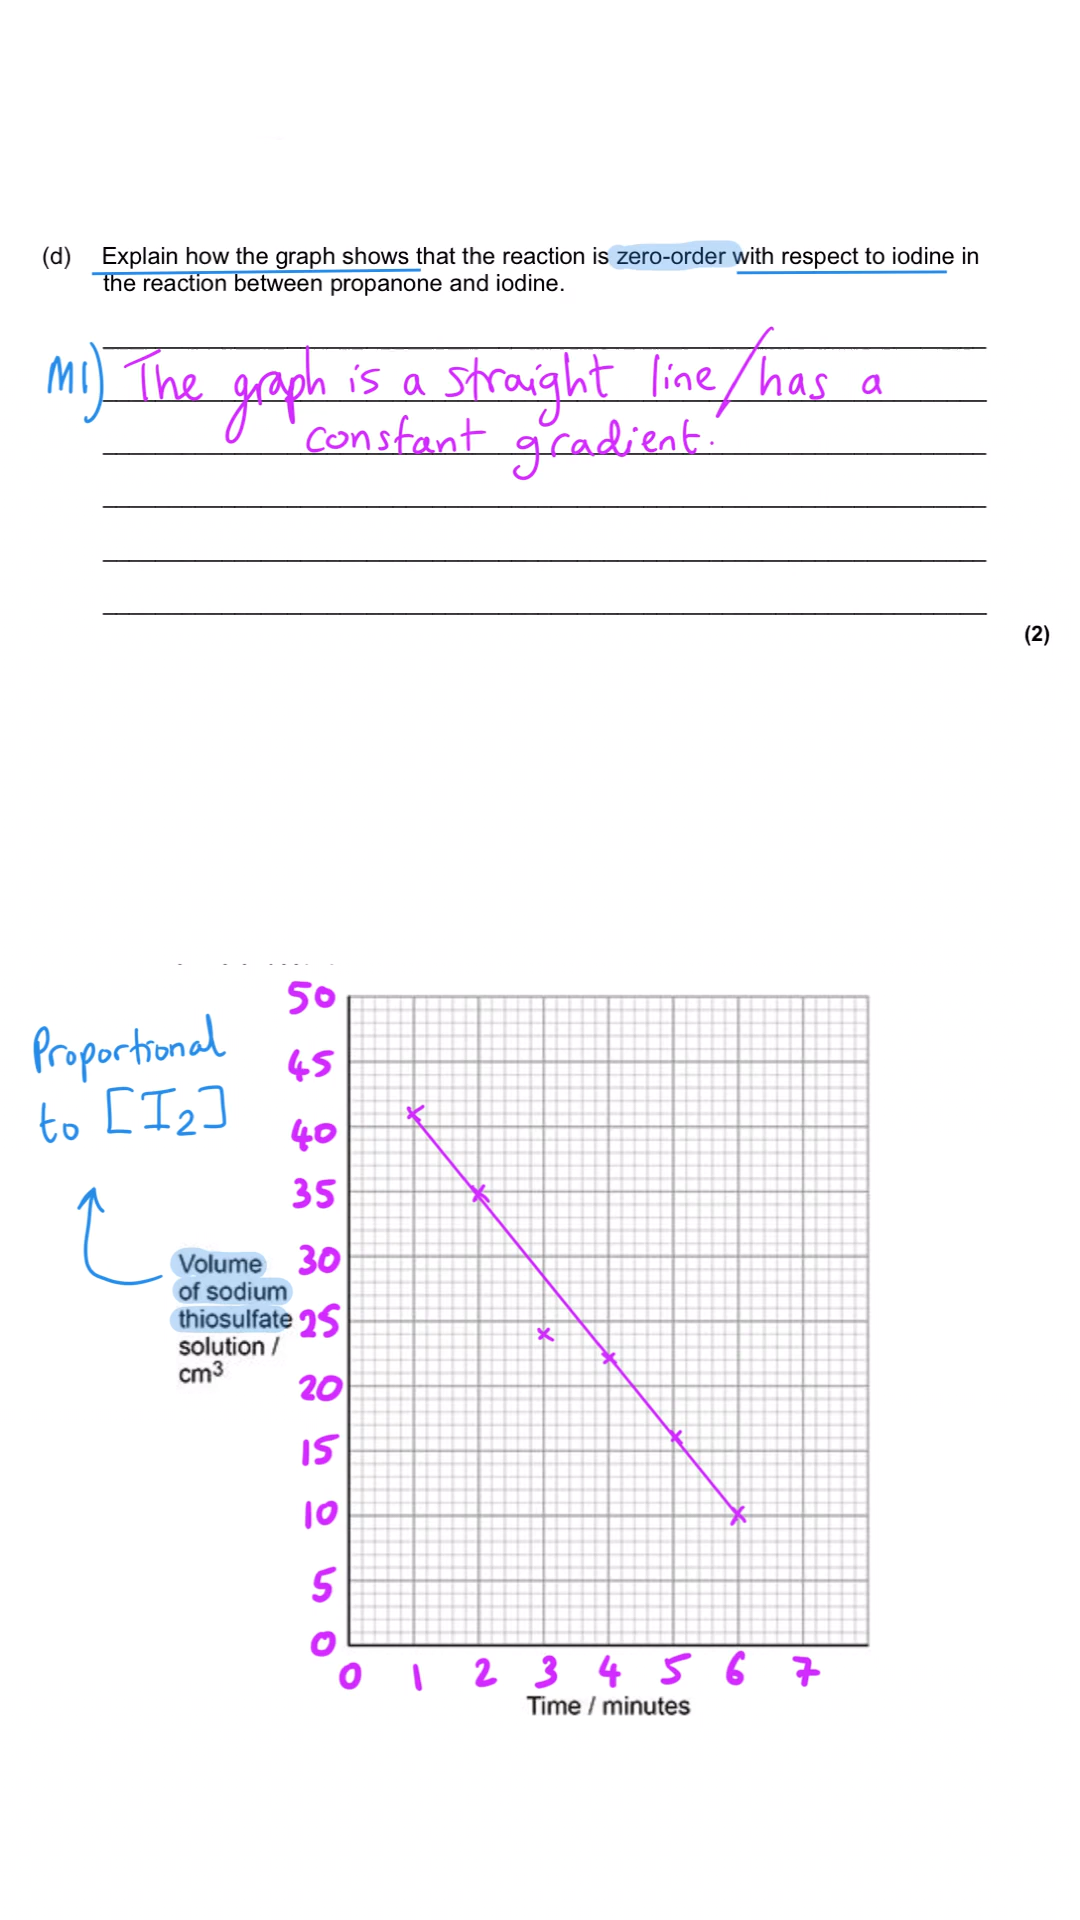 (d) Explain how the graph shows that the reaction is zero-order with respect to iodine in
the reaction between propanone and iodine.
M1) The graph is a straight line/has a
constant gradient.
(2)
50
Proportional
to [I2]
45
40
35
30
25
20
15
10
5
0
Volume
of sodium
thiosulfate
solution /
cm³
0 1 2 3 4 5 6 7
Time / minutes